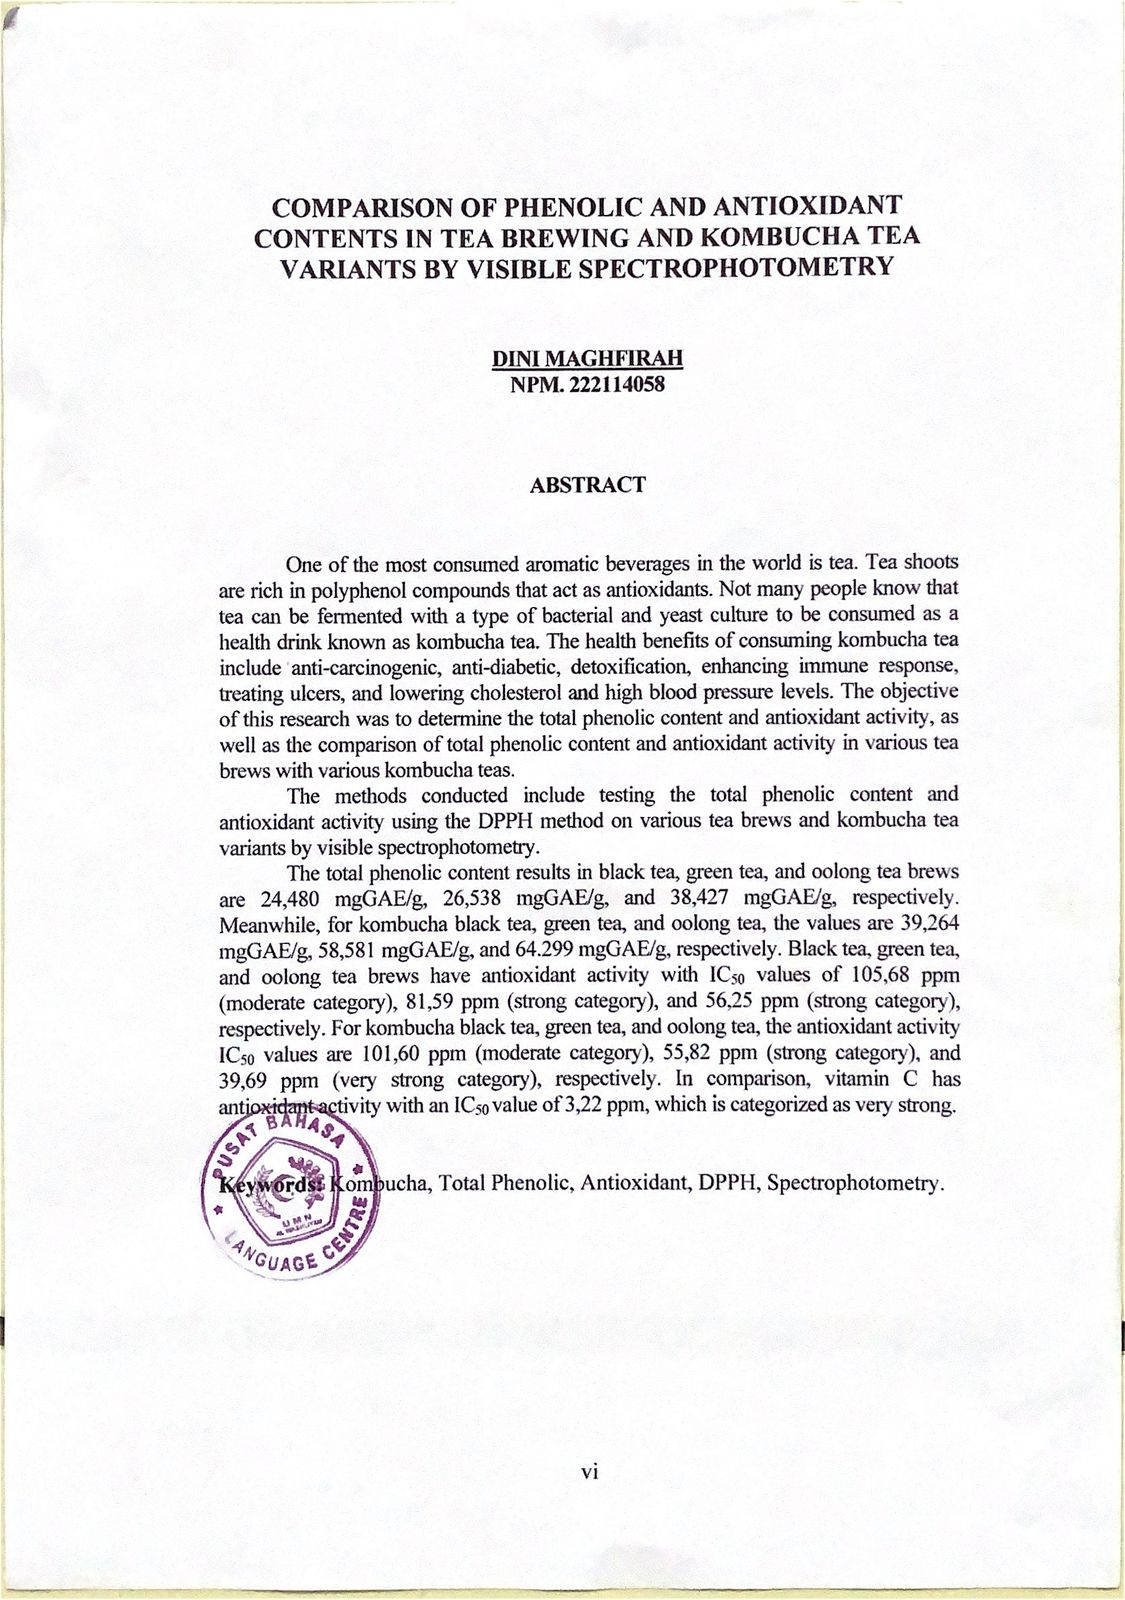 COMPARISON OF PHENOLIC AND ANTIOXIDANT
CONTENTS IN TEA BREWING AND KOMBUCHA TEA
VARIANTS BY VISIBLE SPECTROPHOTOMETRY
DINI MAGHFIRAH
NPM. 222114058
ABSTRACT
One of the most consumed aromatic beverages in the world is tea. Tea shoots
are rich in polyphenol compounds that act as antioxidants. Not many people know that
tea can be fermented with a type of bacterial and yeast culture to be consumed as a
health drink known as kombucha tea. The health benefits of consuming kombucha tea
include anti-carcinogenic, anti-diabetic, detoxification, enhancing immune response,
treating ulcers, and lowering cholesterol and high blood pressure levels. The objective
of this research was to determine the total phenolic content and antioxidant activity, as
well as the comparison of total phenolic content and antioxidant activity in various tea
brews with various kombucha teas.
The methods conducted include testing the total phenolic content and
antioxidant activity using the DPPH method on various tea brews and kombucha tea
variants by visible spectrophotometry.
The total phenolic content results in black tea, green tea, and oolong tea brews
are 24,480 mgGAE/g, 26,538 mgGAE/g, and 38,427 mgGAE/g, respectively.
Meanwhile, for kombucha black tea, green tea, and oolong tea, the values are 39,264
mgGAE/g, 58,581 mgGAE/g, and 64.299 mgGAE/g, respectively. Black tea, green tea,
and oolong tea brews have antioxidant activity with IC50 values of 105,68 ppm
(moderate category), 81,59 ppm (strong category), and 56,25 ppm (strong category),
respectively. For kombucha black tea, green tea, and oolong tea, the antioxidant activity
IC50 values are 101,60 ppm (moderate category), 55,82 ppm (strong category), and
39,69 ppm (very strong category), respectively. In comparison, vitamin C has
antioxidant activity with an IC50 value of 3,22 ppm, which is categorized as very strong.
Keywords: Kombucha, Total Phenolic, Antioxidant, DPPH, Spectrophotometry.
PUSAT BAHASA
UMN
LANGUAGE CENTRE
vi